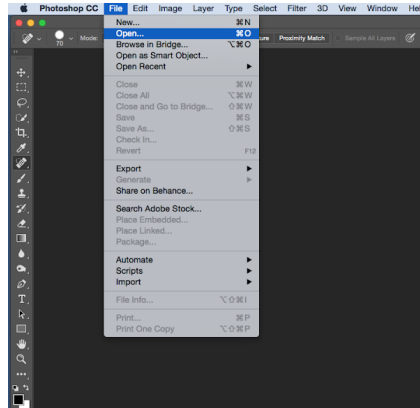 Photoshop CC File Edit Image Layer Type Select Filter 3D View Window
New... ⌘N
Open... ⌘O
70 Mode: Proximity Match Sample All Layers
Browse in Bridge... ⌥⌘O
Open as Smart Object...
Open Recent
Close ⌘W
Close All ⌥⌘W
Close and Go to Bridge... ⇧⌘W
Save ⌘S
Save As... ⇧⌘S
Check In...
Revert F12
Export
Generate
Share on Behance...
Search Adobe Stock...
Place Embedded...
Place Linked...
Package...
Automate
Scripts
Import
File Info... ⌥⇧⌘I
Print... ⌘P
Print One Copy ⌥⇧⌘P